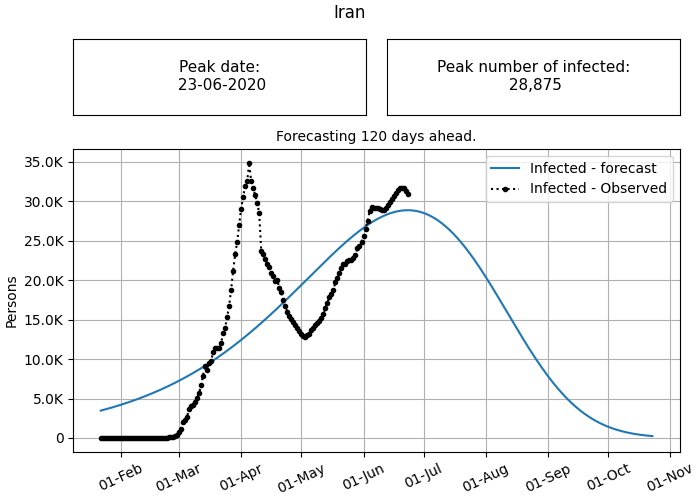 Iran
Peak date:
23-06-2020
Peak number of infected:
28,875
Forecasting 120 days ahead.
Infected - forecast
Infected - Observed
35.0K
30.0K
25.0K
20.0K
15.0K
10.0K
5.0K
0
Persons
01-Feb
01-Mar
01-Apr
01-May
01-Jun
01-Jul
01-Aug
01-Sep
01-Oct
01-Nov